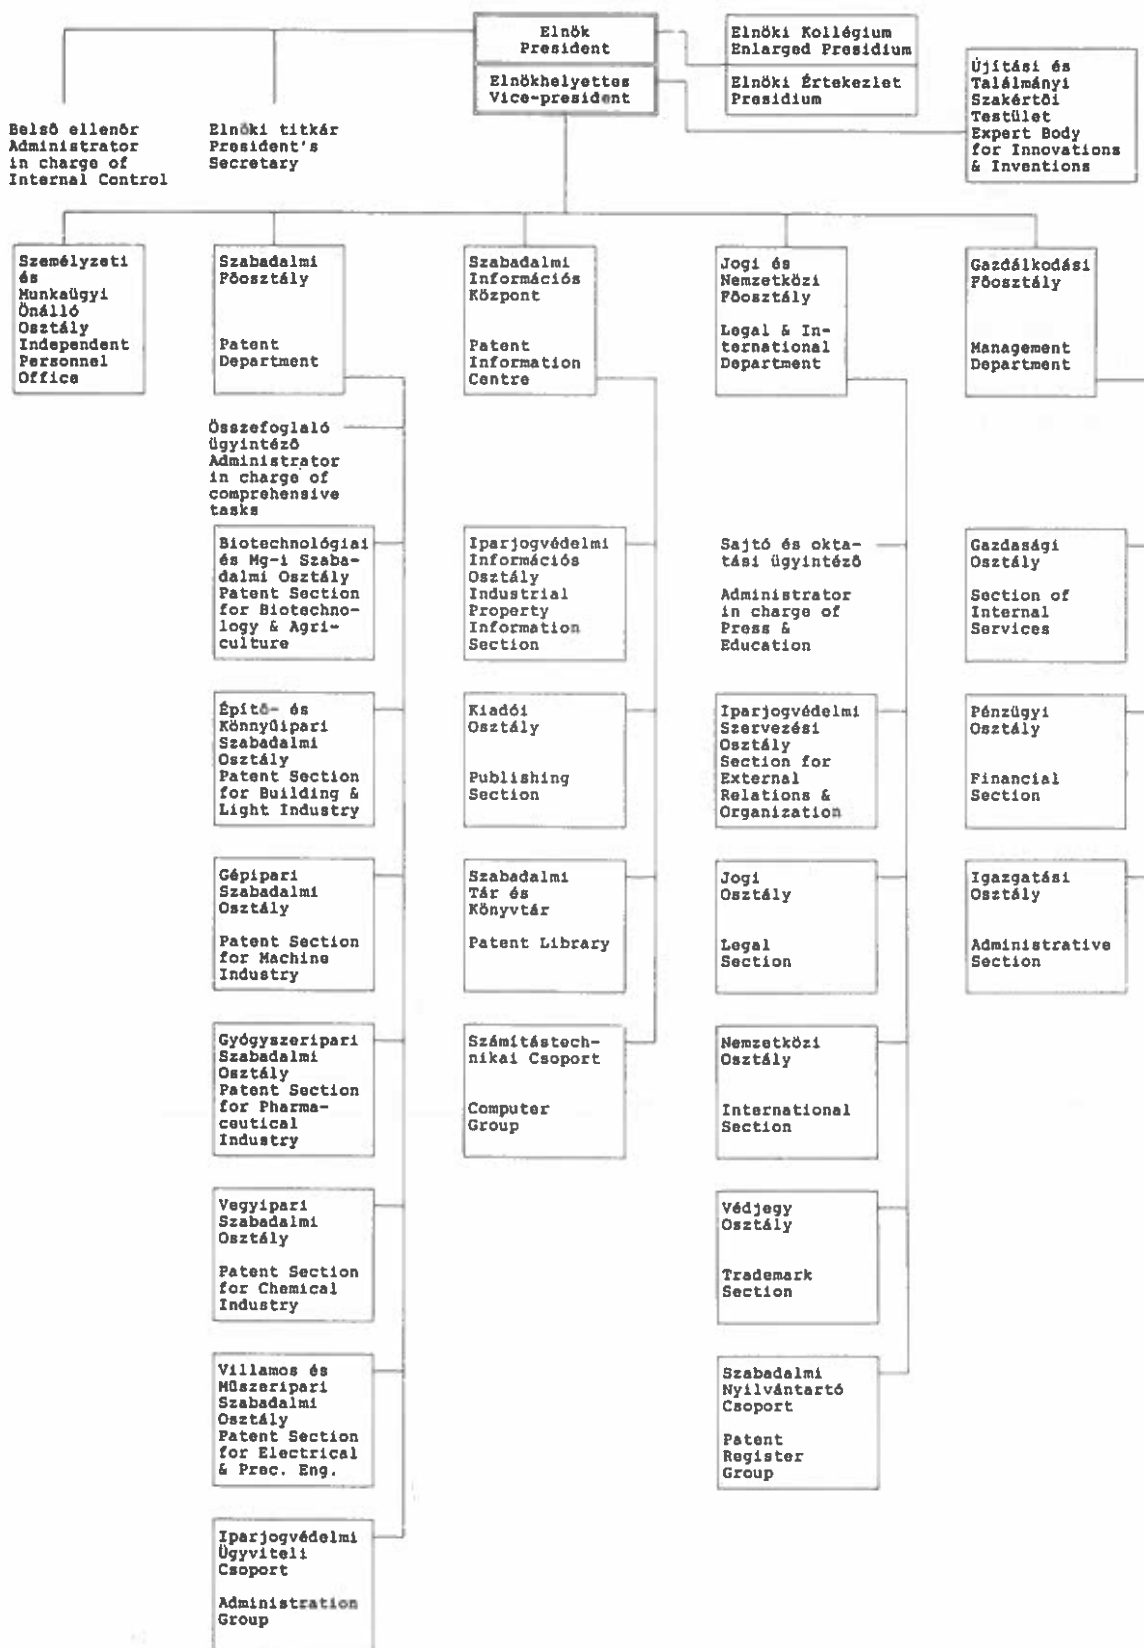 Elnök
President
Elnökhelyettes
Vice-president
Elnöki Kollégium
Enlarged Presidium
Elnöki Értekezlet
Presidium
Újítási és
Találmányi
Szakértői
Testület
Expert Body
for Innovations
& Inventions
Belső ellenőr
Administrator
in charge of
Internal Control
Elnöki titkár
President's
Secretary
Személyzeti
és
Munkaügyi
Önálló
Osztály
Independent
Personnel
Office
Szabadalmi
Főosztály
Patent
Department
Szabadalmi
Információs
Központ
Patent
Information
Centre
Jogi és
Nemzetközi
Főosztály
Legal & In-
ternational
Department
Gazdálkodási
Főosztály
Management
Department
Összefoglaló
ügyintéző
Administrator
in charge of
comprehensive
tasks
Biotechnológiai
és Mg-i Szaba-
dalmi Osztály
Patent Section
for Biotechno-
logy & Agri-
culture
Építő- és
Könnyűipari
Szabadalmi
Osztály
Patent Section
for Building &
Light Industry
Gépipari
Szabadalmi
Osztály
Patent Section
for Machine
Industry
Gyógyszeripari
Szabadalmi
Osztály
Patent Section
for Pharma-
ceutical
Industry
Vegyipari
Szabadalmi
Osztály
Patent Section
for Chemical
Industry
Villamos és
Műszeripari
Szabadalmi
Osztály
Patent Section
for Electrical
& Prec. Eng.
Iparjogvédelmi
Ügyviteli
Csoport
Administration
Group
Iparjogvédelmi
Információs
Osztály
Industrial
Property
Information
Section
Kiadói
Osztály
Publishing
Section
Szabadalmi
Tár és
Könyvtár
Patent Library
Számítástech-
nikai Csoport
Computer
Group
Sajtó és okta-
tási ügyintéző
Administrator
in charge of
Press &
Education
Iparjogvédelmi
Szervezési
Osztály
Section for
External
Relations &
Organization
Jogi
Osztály
Legal
Section
Nemzetközi
Osztály
International
Section
Védjegy
Osztály
Trademark
Section
Szabadalmi
Nyilvántartó
Csoport
Patent
Register
Group
Gazdasági
Osztály
Section of
Internal
Services
Pénzügyi
Osztály
Financial
Section
Igazgatási
Osztály
Administrative
Section